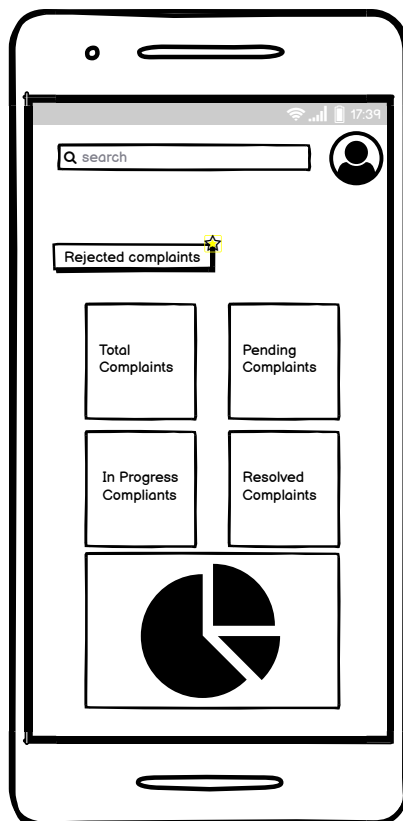 17:39
search
Rejected complaints
Total
Complaints
Pending
Complaints
In Progress
Compliants
Resolved
Complaints